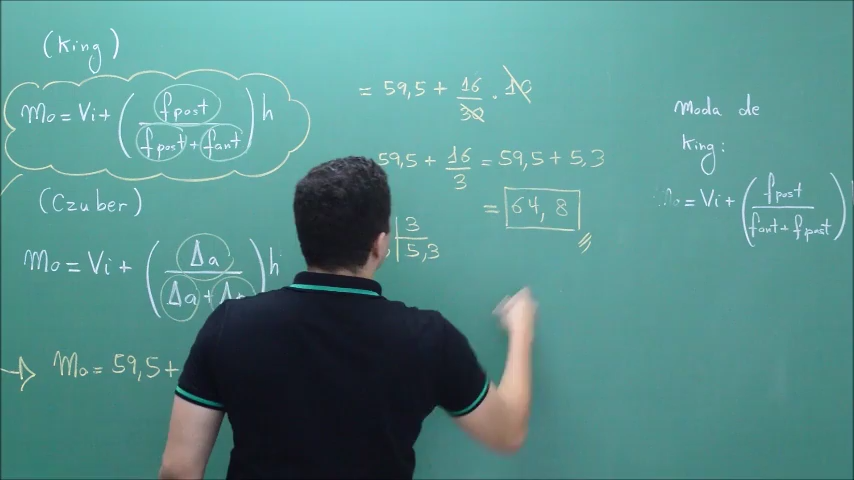 (King)
Mo = Vi + (fpost / fpost + fant) h
(Czuber)
Mo = Vi + (Δa / Δa + Δp) h
→ Mo = 59,5 +
= 59,5 + 16/30 . 10
59,5 + 16/3 = 59,5 + 5,3
= 64,8
3
5,3
Moda de
King:
Mo = Vi + (fpost / fant + fpost)